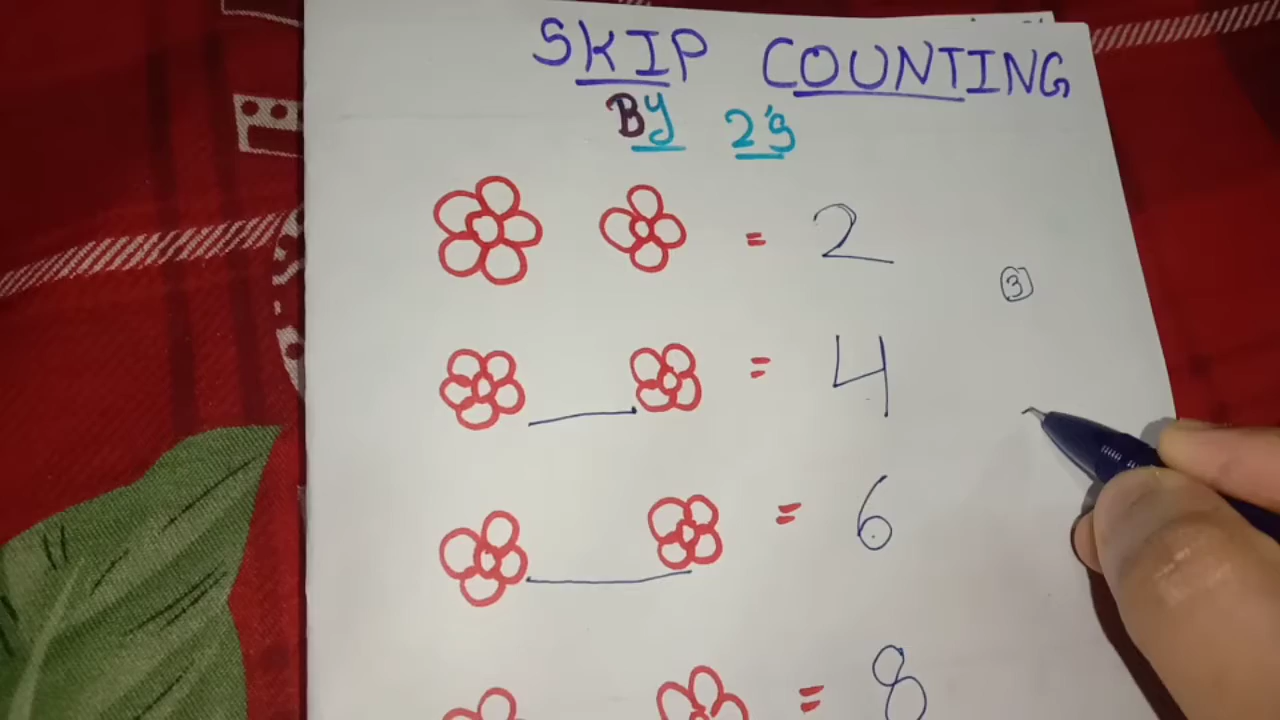 SKIP COUNTING
BY 2's
= 2
3
= 4
= 6
= 8